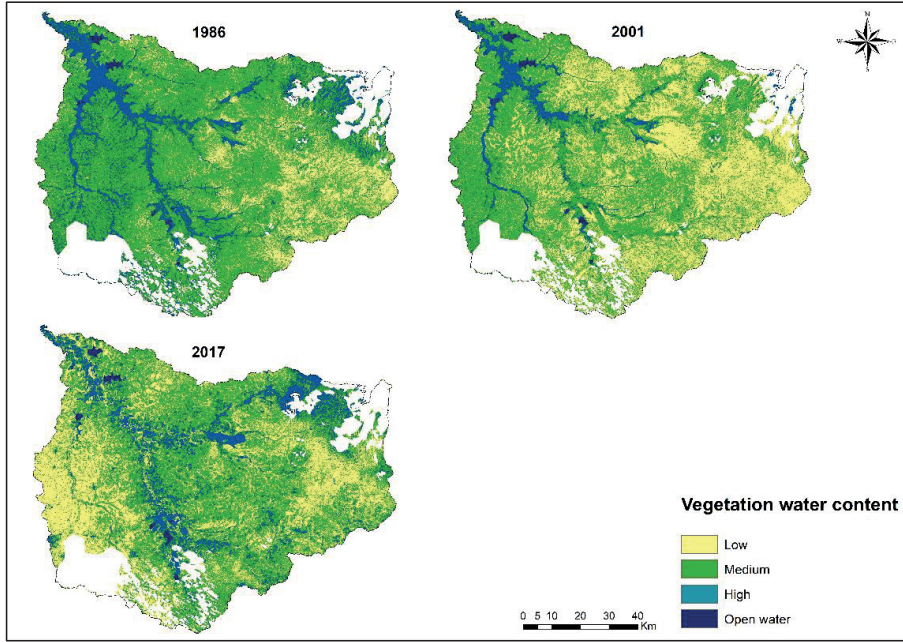 1986
2001
N
W
E
S
2017
Vegetation water content
Low
Medium
High
Open water
0 5 10 20 30 40
Km